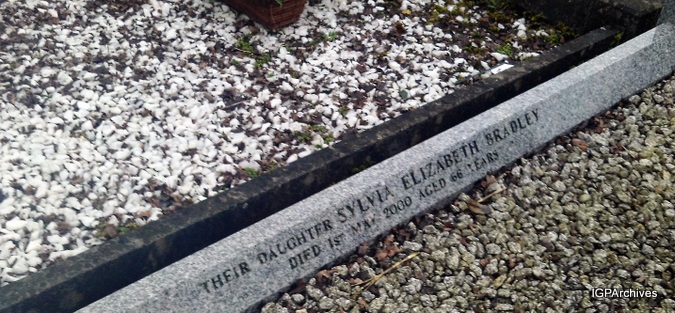 THEIR DAUGHTER SYLVIA ELIZABETH BRADLEY
DIED 1ST MAY 2000 AGED 66 YEARS
IGPArchives